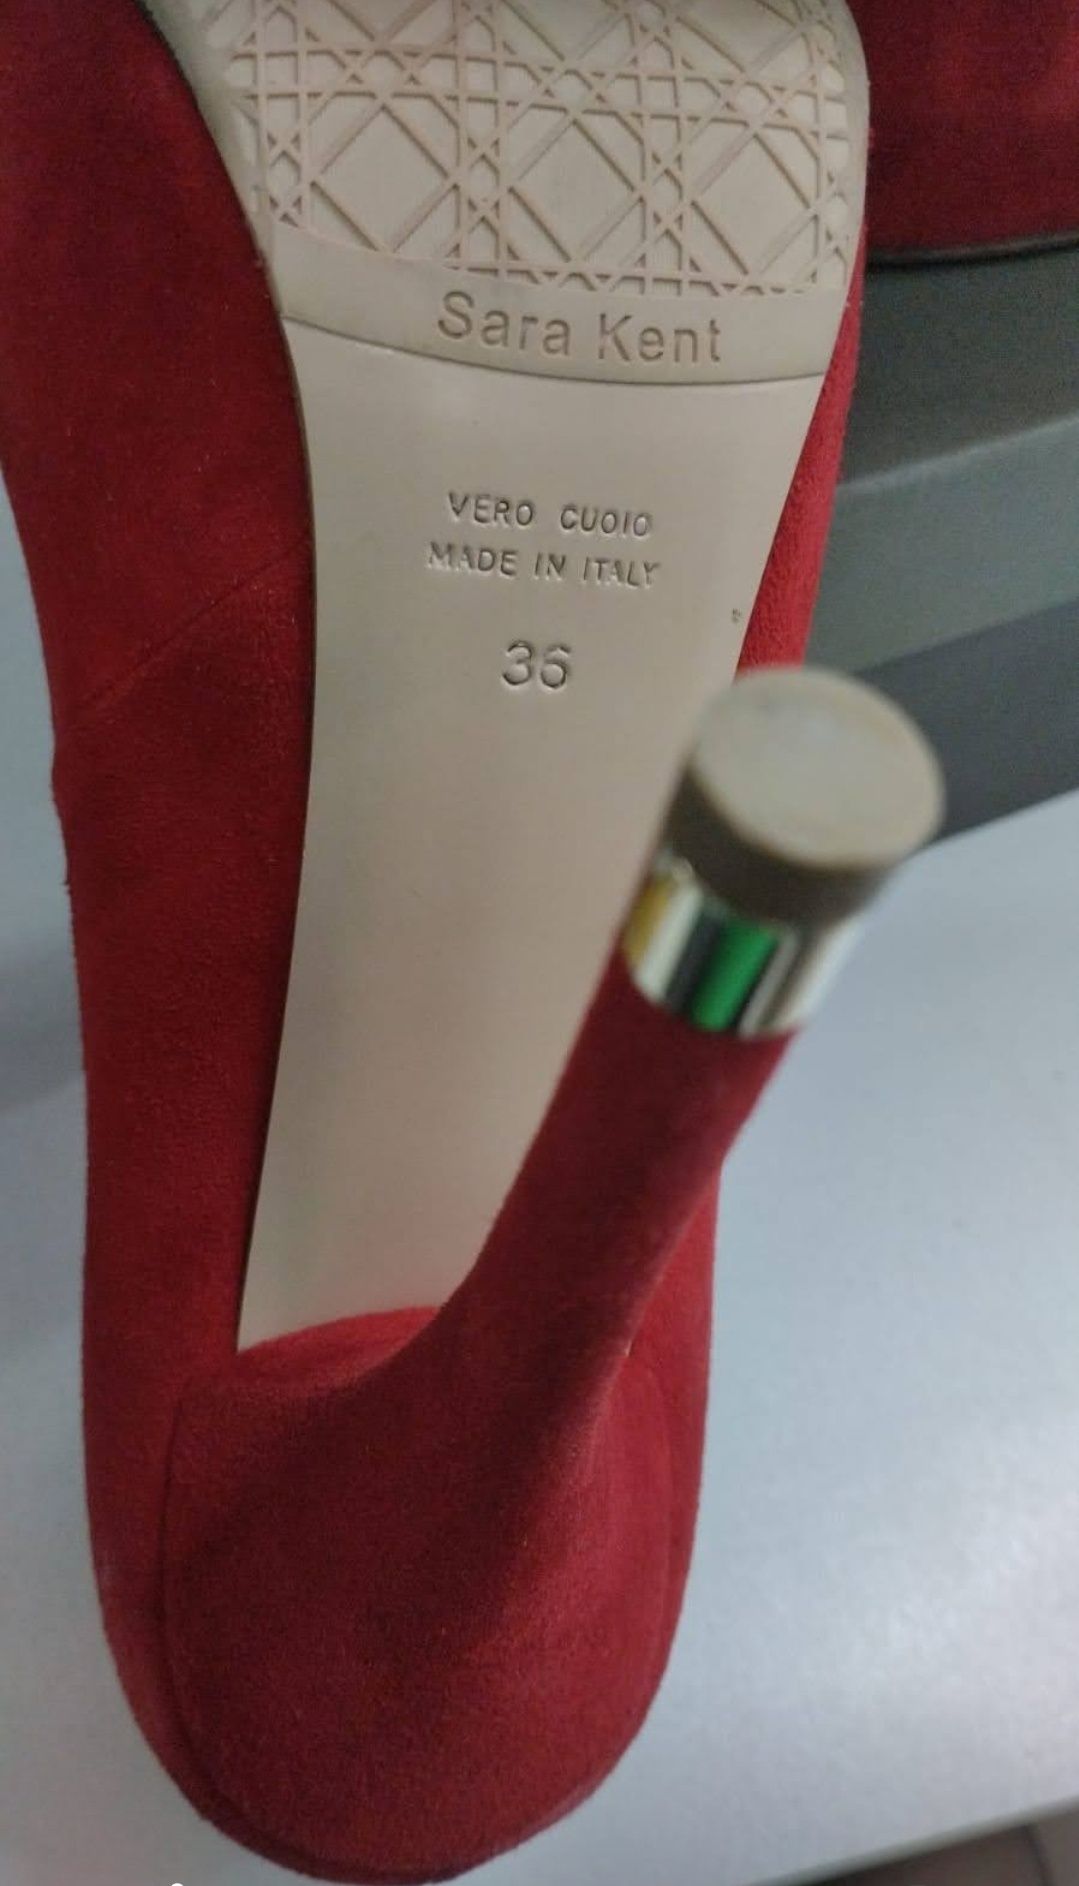 Sara Kent
VERO CUOIO
MADE IN ITALY
36